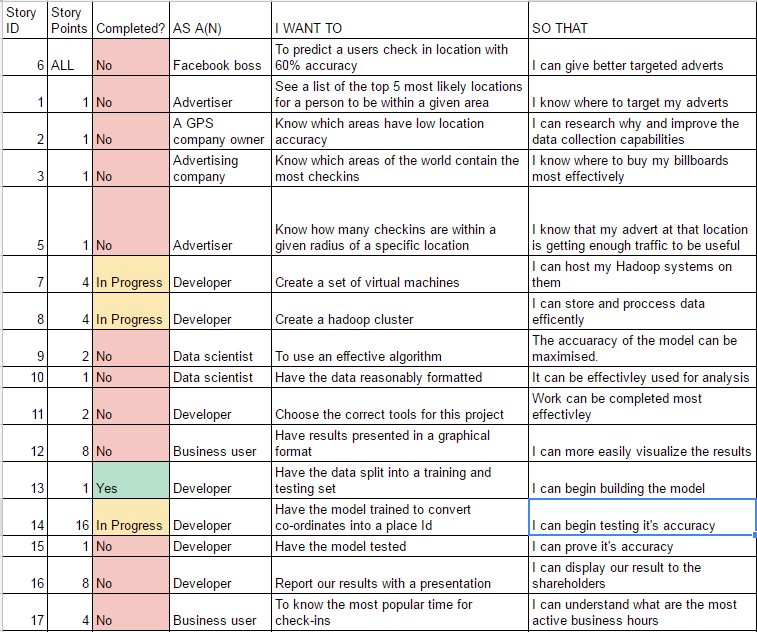 Story ID Story Points Completed? AS A(N) I WANT TO SO THAT
6 ALL No Facebook boss To predict a users check in location with 60% accuracy I can give better targeted adverts
1 1 No Advertiser See a list of the top 5 most likely locations for a person to be within a given area I know where to target my adverts
2 1 No A GPS company owner Know which areas have low location accuracy I can research why and improve the data collection capabilities
3 1 No Advertising company Know which areas of the world contain the most checkins I know where to buy my billboards most effectively
5 1 No Advertiser Know how many checkins are within a given radius of a specific location I know that my advert at that location is getting enough traffic to be useful
7 4 In Progress Developer Create a set of virtual machines I can host my Hadoop systems on them
8 4 In Progress Developer Create a hadoop cluster I can store and proccess data efficently
9 2 No Data scientist To use an effective algorithm The accuaracy of the model can be maximised.
10 1 No Data scientist Have the data reasonably formatted It can be effectivley used for analysis
11 2 No Developer Choose the correct tools for this project Work can be completed most effectivley
12 8 No Business user Have results presented in a graphical format I can more easily visualize the results
13 1 Yes Developer Have the data split into a training and testing set I can begin building the model
14 16 In Progress Developer Have the model trained to convert co-ordinates into a place Id I can begin testing it's accuracy
15 1 No Developer Have the model tested I can prove it's accuracy
16 8 No Developer Report our results with a presentation I can display our result to the shareholders
17 4 No Business user To know the most popular time for check-ins I can understand what are the most active business hours